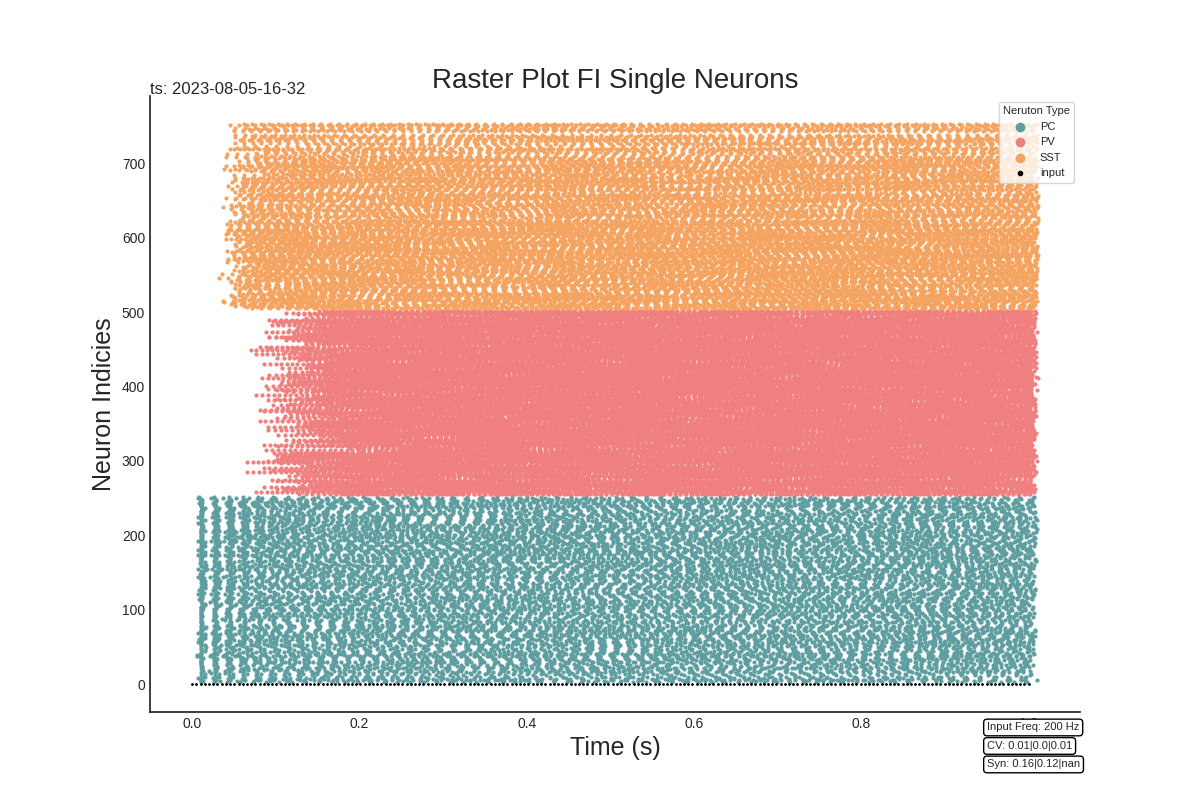 Raster Plot FI Single Neurons
ts: 2023-08-05-16-32
Neruton Type
PC
PV
SST
input
Neuron Indicies
700
600
500
400
300
200
100
0
0.0 0.2 0.4 0.6 0.8
Time (s)
Input Freq: 200 Hz
CV: 0.01|0.0|0.01
Syn: 0.16|0.12|nan